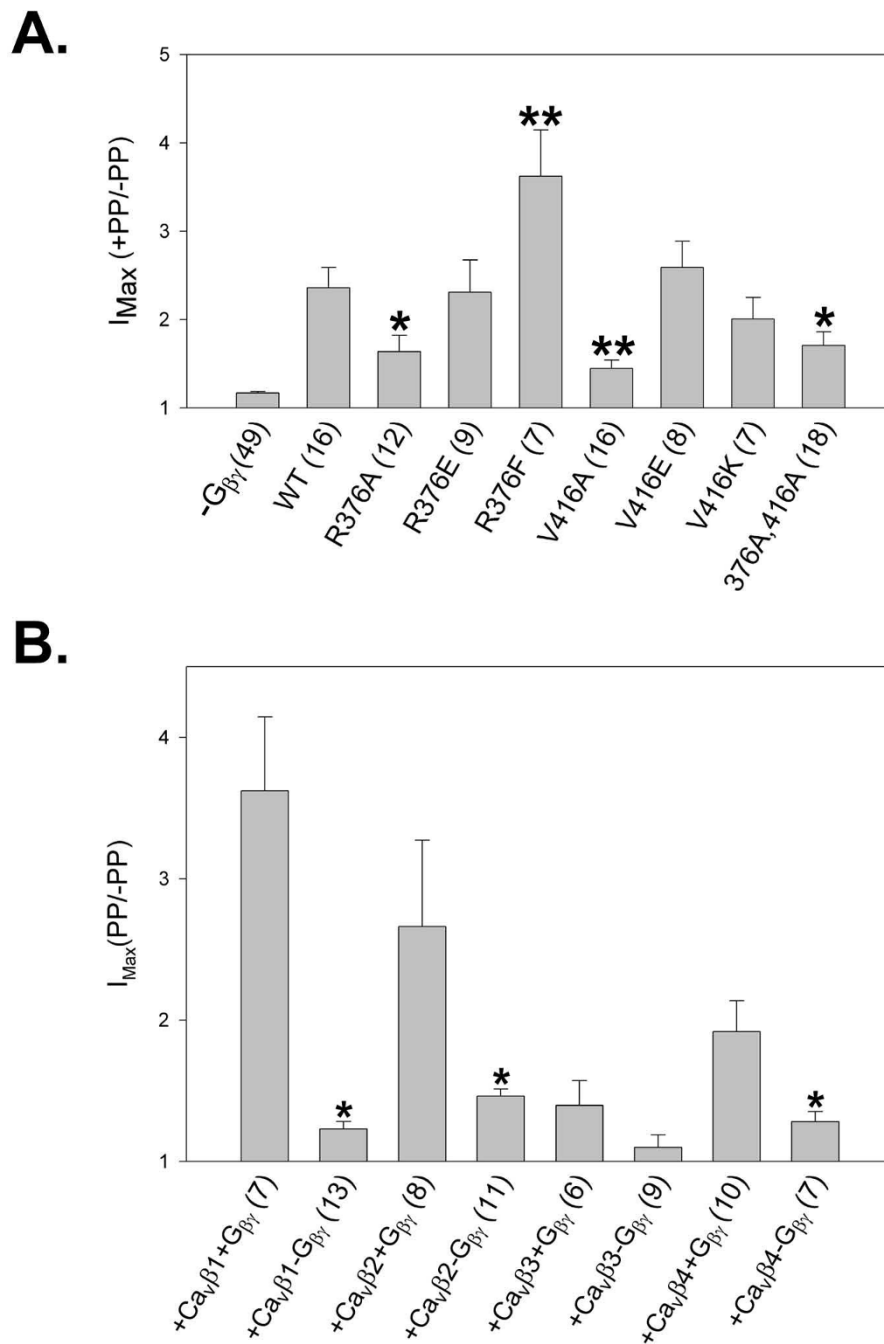 A.
I_Max (+PP/-PP)
5
4
3
2
1
*
**
**
*
-Gβγ (49)
WT (16)
R376A (12)
R376E (9)
R376F (7)
V416A (16)
V416E (8)
V416K (7)
376A,416A (18)
B.
I_Max(PP/-PP)
4
3
2
1
*
*
*
+Cavβ1+Gβγ (7)
+Cavβ1-Gβγ (13)
+Cavβ2+Gβγ (8)
+Cavβ2-Gβγ (11)
+Cavβ3+Gβγ (6)
+Cavβ3-Gβγ (9)
+Cavβ4+Gβγ (10)
+Cavβ4-Gβγ (7)